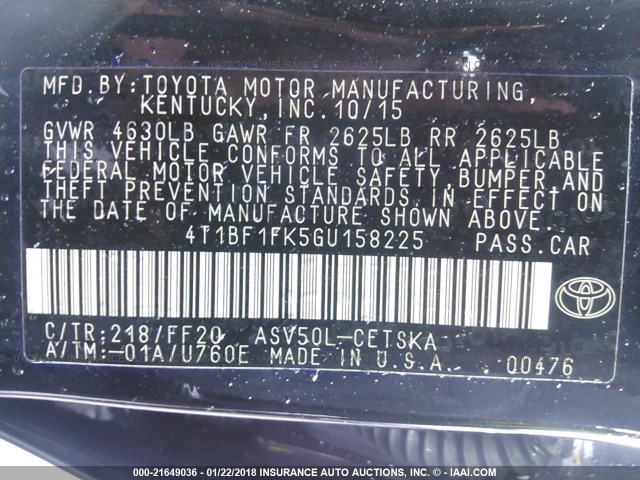 MFD.BY:TOYOTA MOTOR MANUFACTURING,
KENTUCKY,INC.10/15
GVWR 4630LB GAWR FR 2625LB RR 2625LB
THIS VEHICLE CONFORMS TO ALL APPLICABLE
FEDERAL MOTOR VEHICLE SAFETY,BUMPER,AND
THEFT PREVENTION STANDARDS IN EFFECT ON
THE DATE OF MANUFACTURE SHOWN ABOVE.
4T1BF1FK5GU158225 PASS.CAR
C/TR:218/FF20 ASV50L-CETSKA
A/TM:-01A/U760E MADE IN U.S.A. 00476
000-21649036 - 01/22/2018 INSURANCE AUTO AUCTIONS, INC. - © - IAAI.COM